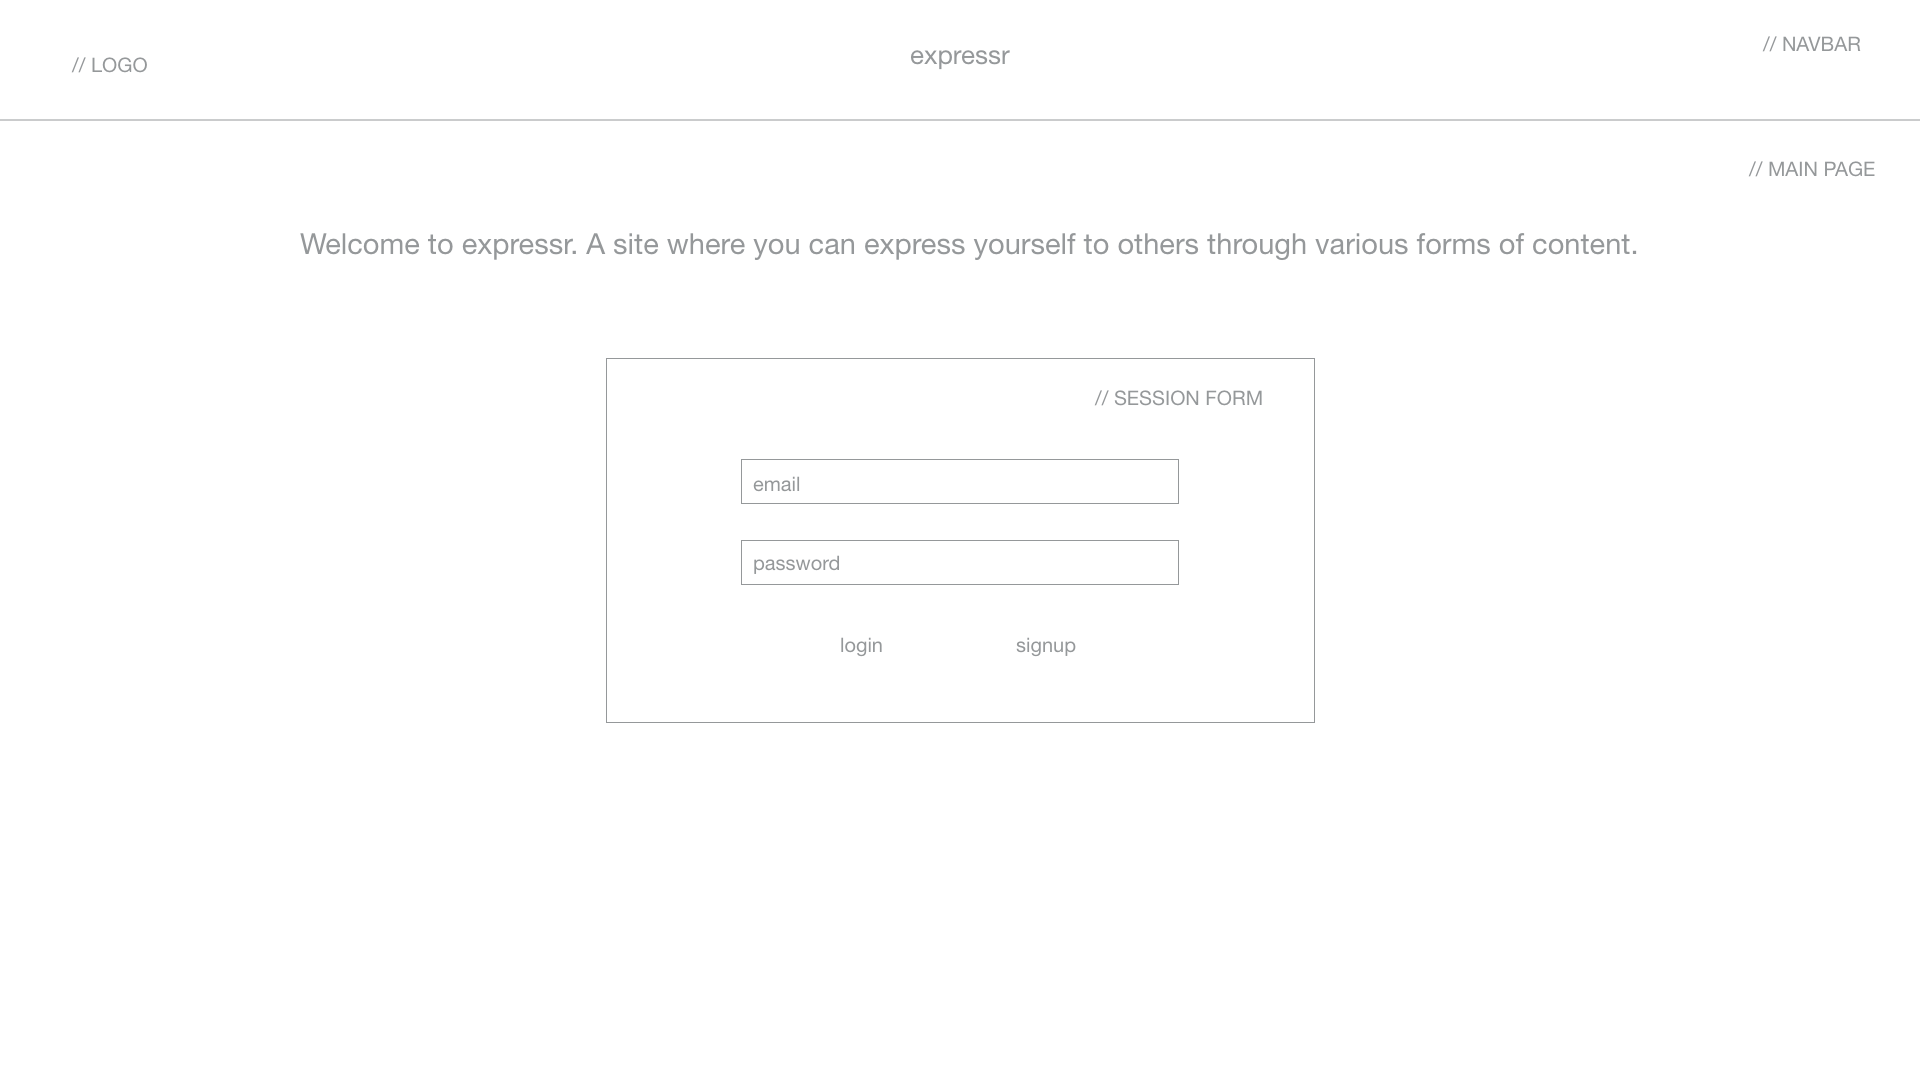 // LOGO
expressr
// NAVBAR
// MAIN PAGE
Welcome to expressr. A site where you can express yourself to others through various forms of content.
// SESSION FORM
email
password
login
signup